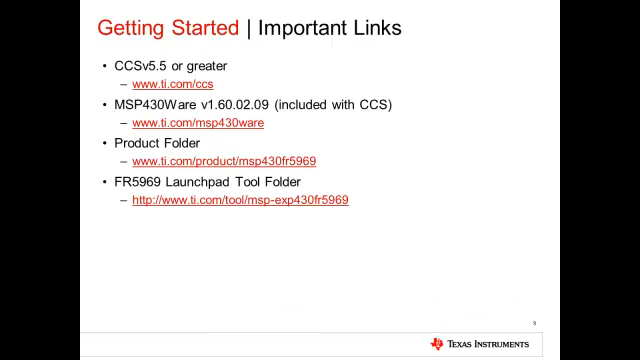 Getting Started | Important Links
• CCSv5.5 or greater
– www.ti.com/ccs
• MSP430Ware v1.60.02.09 (included with CCS)
– www.ti.com/msp430ware
• Product Folder
– www.ti.com/product/msp430fr5969
• FR5969 Launchpad Tool Folder
– http://www.ti.com/tool/msp-exp430fr5969
9
TEXAS INSTRUMENTS